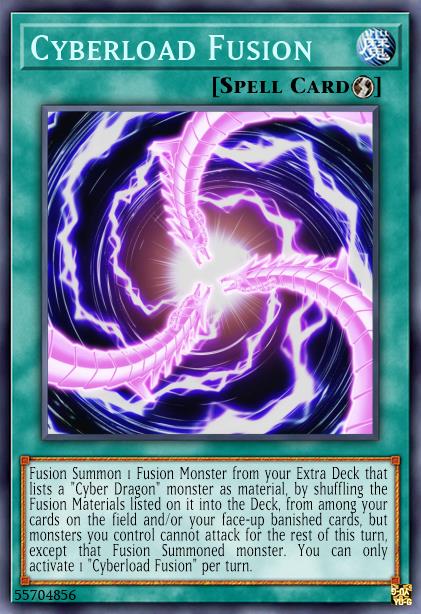 Cyberload Fusion
魔
[Spell Card]
Fusion Summon 1 Fusion Monster from your Extra Deck that
lists a "Cyber Dragon" monster as material, by shuffling the
Fusion Materials listed on it into the Deck, from among your
cards on the field and/or your face-up banished cards, but
monsters you control cannot attack for the rest of this turn,
except that Fusion Summoned monster. You can only
activate 1 "Cyberload Fusion" per turn.
55704856